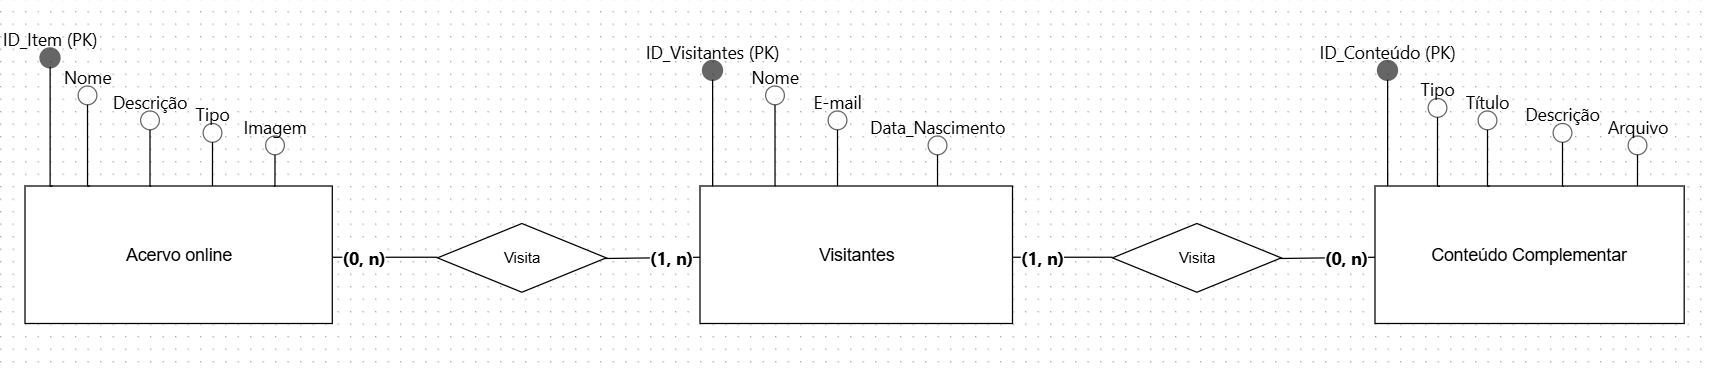 ID_Item (PK)
Nome
Descrição
Tipo
Imagem
Acervo online
(0, n)
Visita
(1, n)
ID_Visitantes (PK)
Nome
E-mail
Data_Nascimento
Visitantes
(1, n)
Visita
(0, n)
ID_Conteúdo (PK)
Tipo
Título
Descrição
Arquivo
Conteúdo Complementar